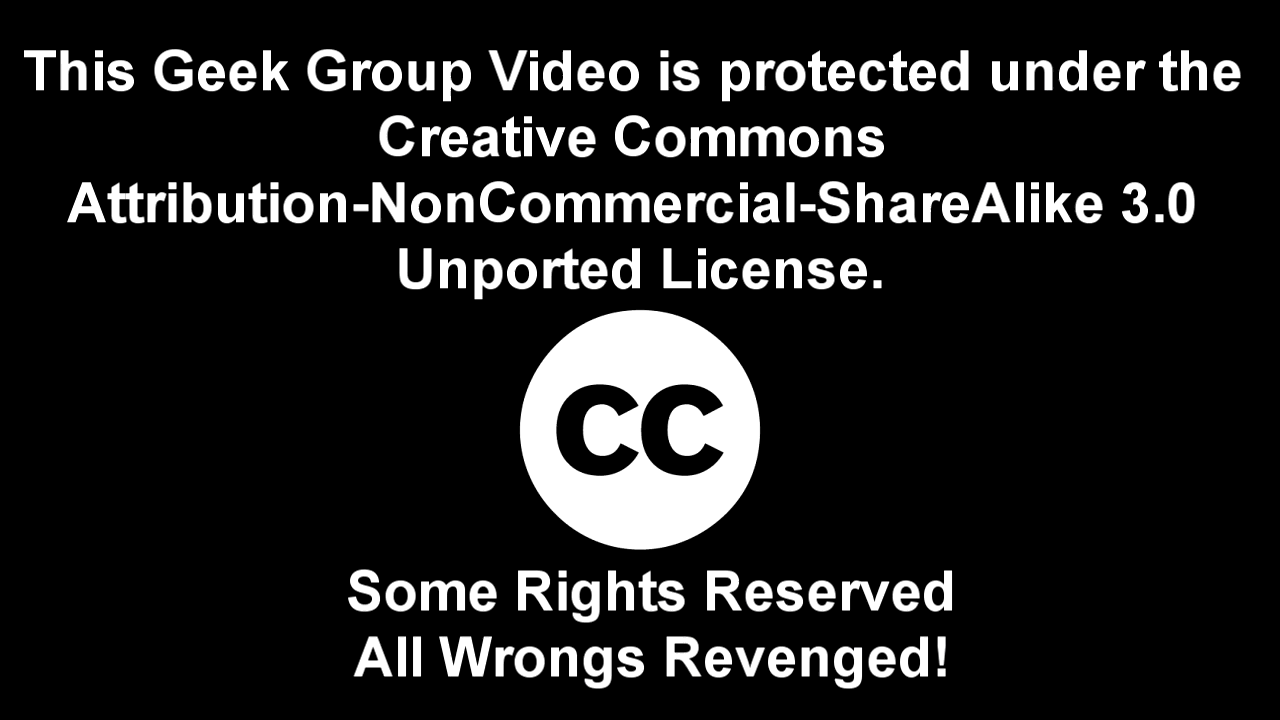 This Geek Group Video is protected under the
Creative Commons
Attribution-NonCommercial-ShareAlike 3.0
Unported License.
cc
Some Rights Reserved
All Wrongs Revenged!